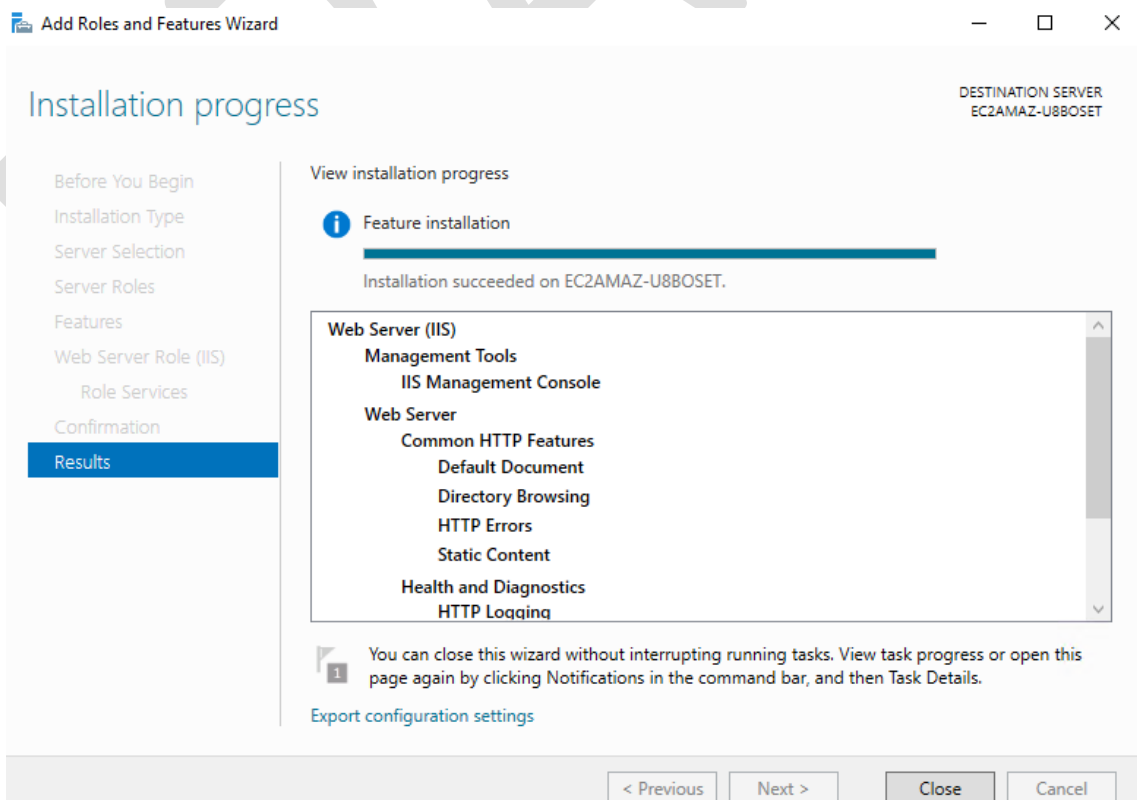 Add Roles and Features Wizard
Installation progress
DESTINATION SERVER
EC2AMAZ-U8BOSET
Before You Begin
Installation Type
Server Selection
Server Roles
Features
Web Server Role (IIS)
Role Services
Confirmation
Results
View installation progress
Feature installation
Installation succeeded on EC2AMAZ-U8BOSET.
Web Server (IIS)
Management Tools
IIS Management Console
Web Server
Common HTTP Features
Default Document
Directory Browsing
HTTP Errors
Static Content
Health and Diagnostics
HTTP Logging
1
You can close this wizard without interrupting running tasks. View task progress or open this
page again by clicking Notifications in the command bar, and then Task Details.
Export configuration settings
< Previous
Next >
Close
Cancel